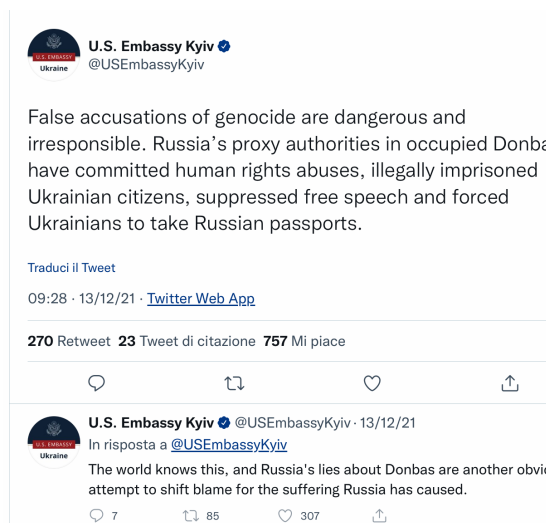 U.S. EMBASSY
Ukraine
U.S. Embassy Kyiv
@USEmbassyKyiv
False accusations of genocide are dangerous and
irresponsible. Russia’s proxy authorities in occupied Donba
have committed human rights abuses, illegally imprisoned
Ukrainian citizens, suppressed free speech and forced
Ukrainians to take Russian passports.
Traduci il Tweet
09:28 · 13/12/21 · Twitter Web App
270 Retweet 23 Tweet di citazione 757 Mi piace
U.S. EMBASSY
Ukraine
U.S. Embassy Kyiv @USEmbassyKyiv · 13/12/21
In risposta a @USEmbassyKyiv
The world knows this, and Russia's lies about Donbas are another obvi
attempt to shift blame for the suffering Russia has caused.
7 85 307